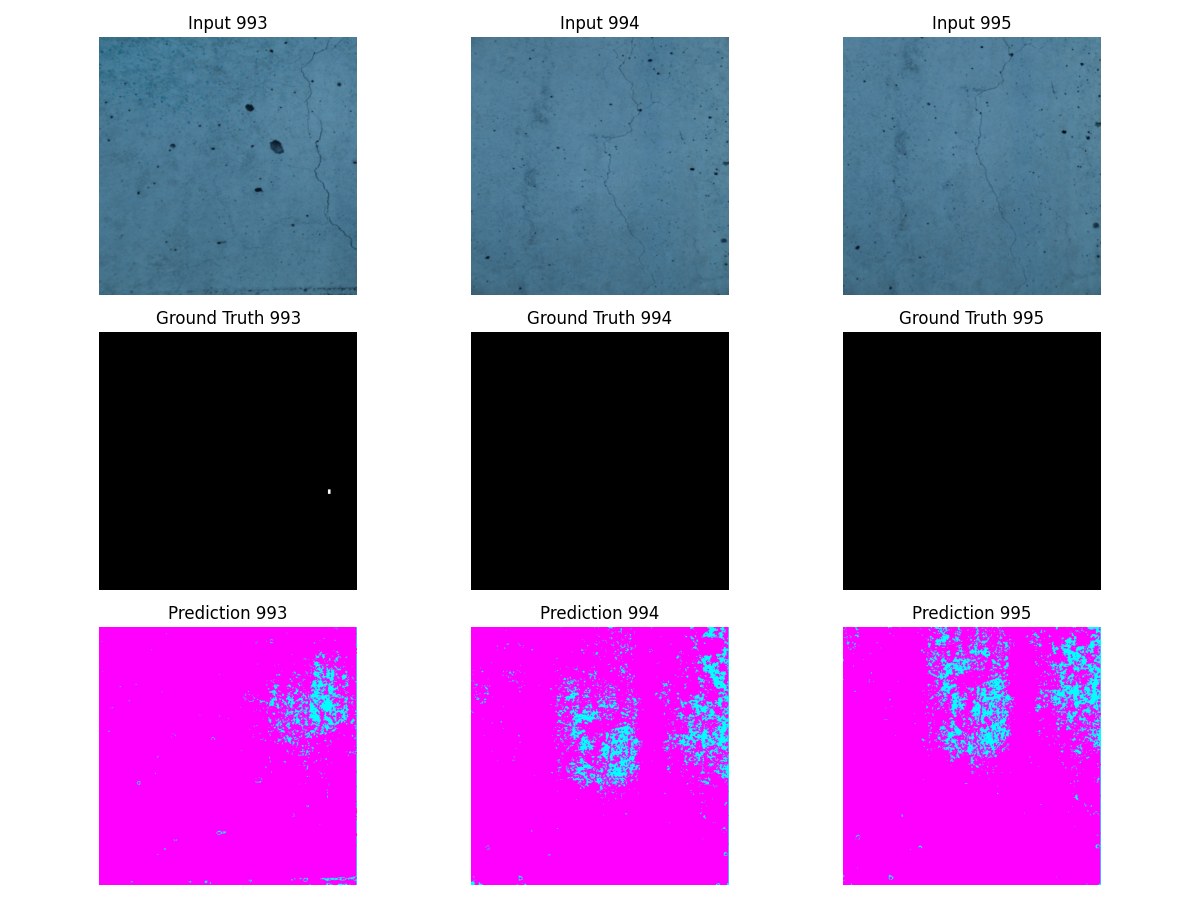 Input 993
Input 994
Input 995
Ground Truth 993
Ground Truth 994
Ground Truth 995
Prediction 993
Prediction 994
Prediction 995